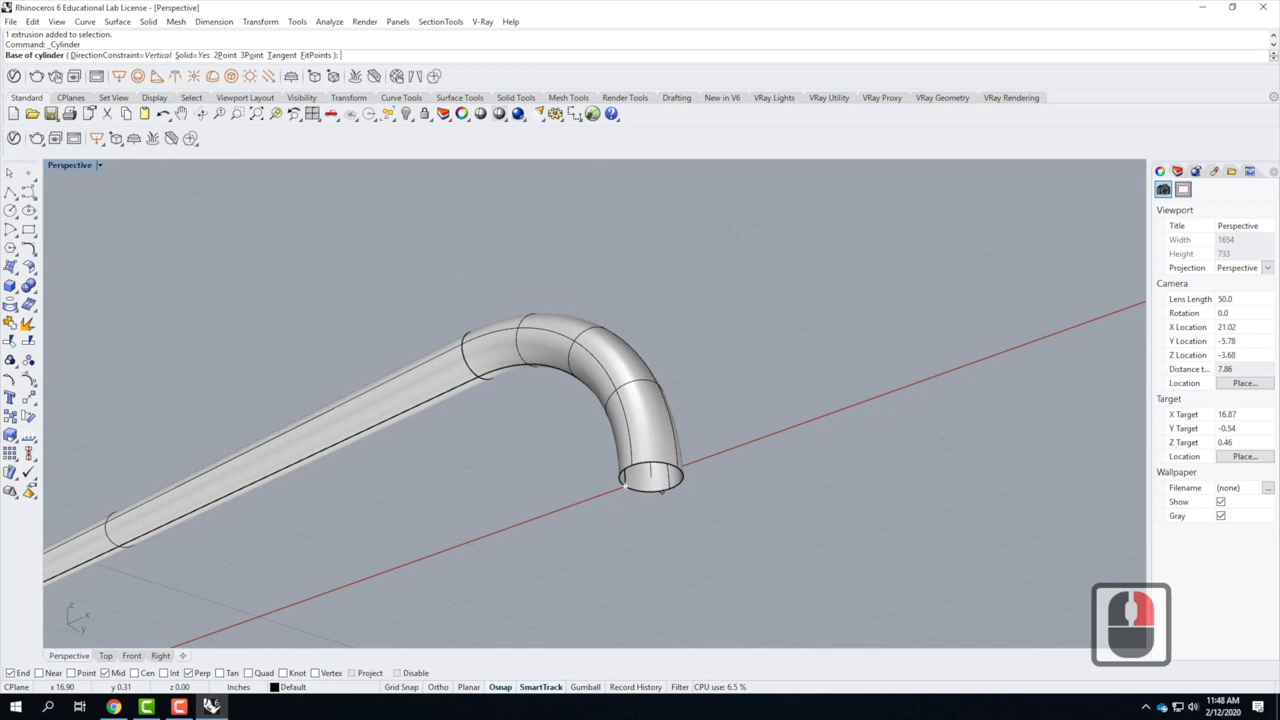 Rhinoceros 6 Educational Lab License - [Perspective]
File Edit View Curve Surface Solid Mesh Dimension Transform Tools Analyze Render Panels SectionTools V-Ray Help
1 extrusion added to selection.
Command: _Cylinder
Base of cylinder ( DirectionConstraint=Vertical Solid=Yes 2Point 3Point Tangent FitPoints ):
Standard CPlanes Set View Display Select Viewport Layout Visibility Transform Curve Tools Surface Tools Solid Tools Mesh Tools Render Tools Drafting New in V6 VRay Lights VRay Utility VRay Proxy VRay Geometry VRay Rendering
Perspective
Viewport
Title Perspective
Width 1654
Height 733
Projection Perspective
Camera
Lens Length 50.0
Rotation 0.0
X Location 21.02
Y Location -5.78
Z Location -3.68
Distance t... 7.86
Location Place...
Target
X Target 16.87
Y Target -0.54
Z Target 0.46
Location Place...
Wallpaper
Filename (none) ...
Show
Gray
z
x
y
Perspective Top Front Right
End Near Point Mid Cen Int Perp Tan Quad Knot Vertex Project Disable
CPlane x 16.90 y 0.31 z 0.00 Inches Default Grid Snap Ortho Planar Osnap SmartTrack Gumball Record History Filter CPU use: 6.5 %
11:48 AM
2/12/2020